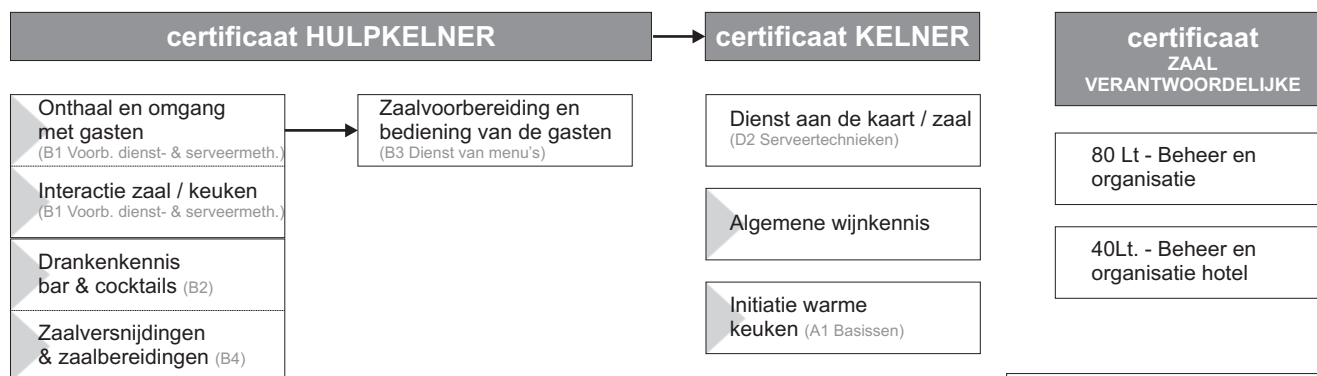 certificaat HULPKELNER
certificaat KELNER
certificaat
ZAAL
VERANTWOORDELIJKE
Onthaal en omgang
met gasten
(B1 Voorb. dienst- & serveermeth.)
Interactie zaal / keuken
(B1 Voorb. dienst- & serveermeth.)
Drankenkennis
bar & cocktails (B2)
Zaalversnijdingen
& zaalbereidingen (B4)
Zaalvoorbereiding en
bediening van de gasten
(B3 Dienst van menu's)
Dienst aan de kaart / zaal
(D2 Serveertechnieken)
Algemene wijnkennis
Initiatie warme
keuken (A1 Basissen)
80 Lt - Beheer en
organisatie
40Lt. - Beheer en
organisatie hotel